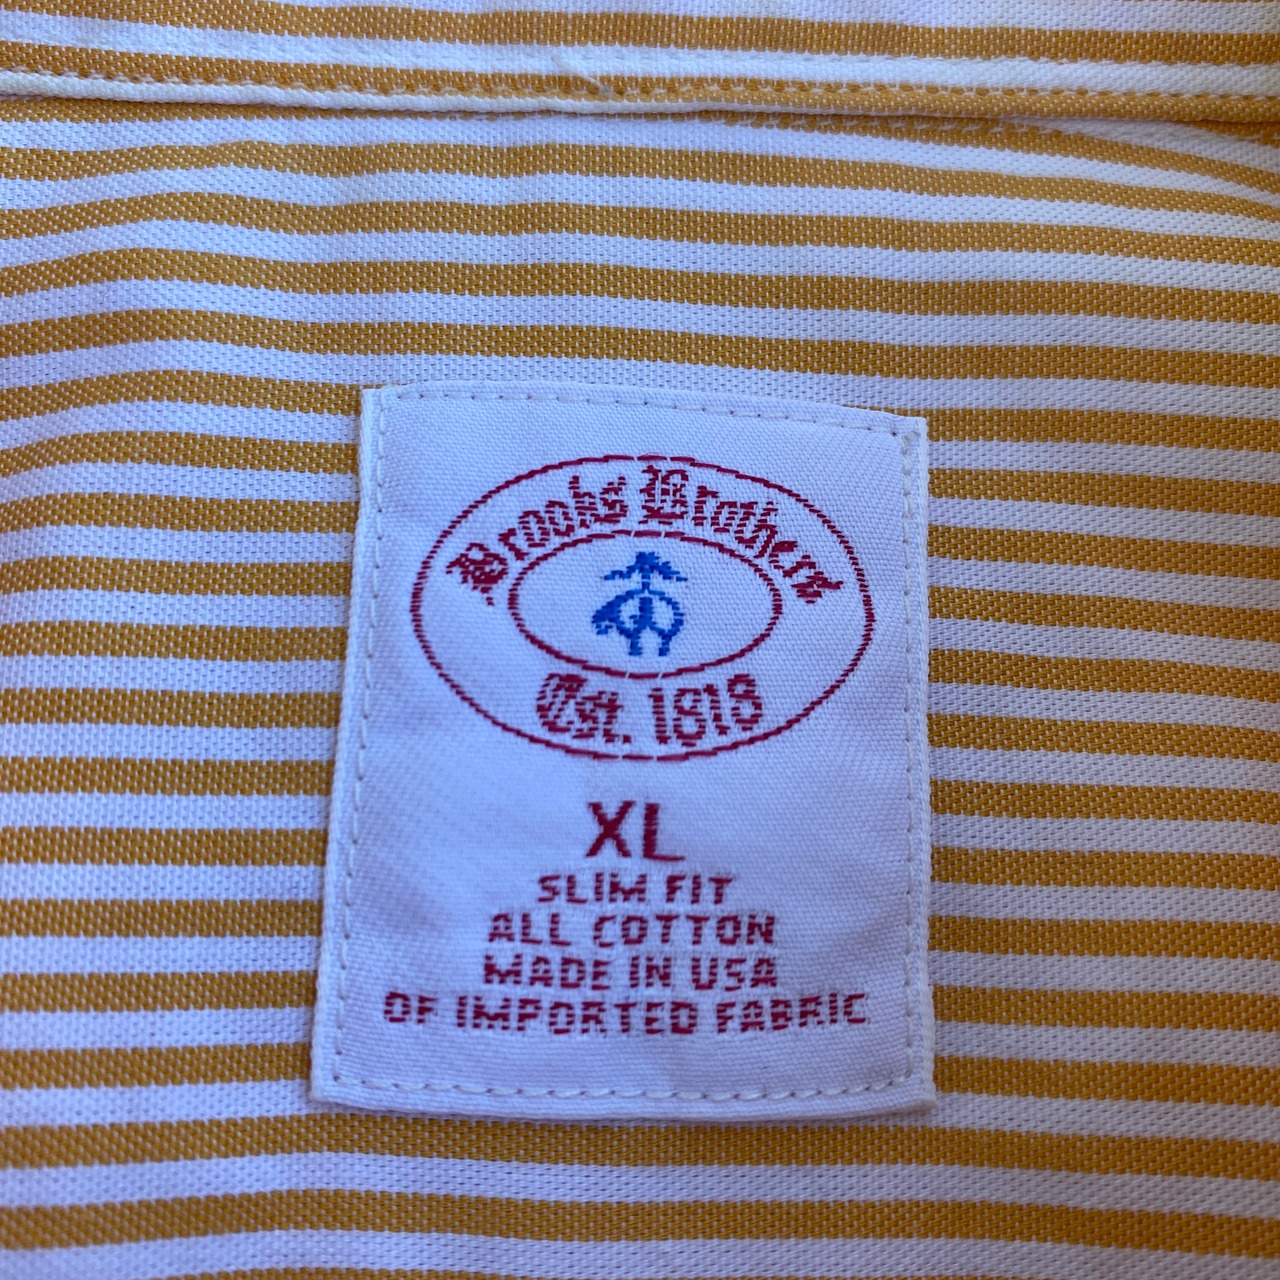 Brooks Brothers
Est. 1818
XL
SLIM FIT
ALL COTTON
MADE IN USA
OF IMPORTED FABRIC